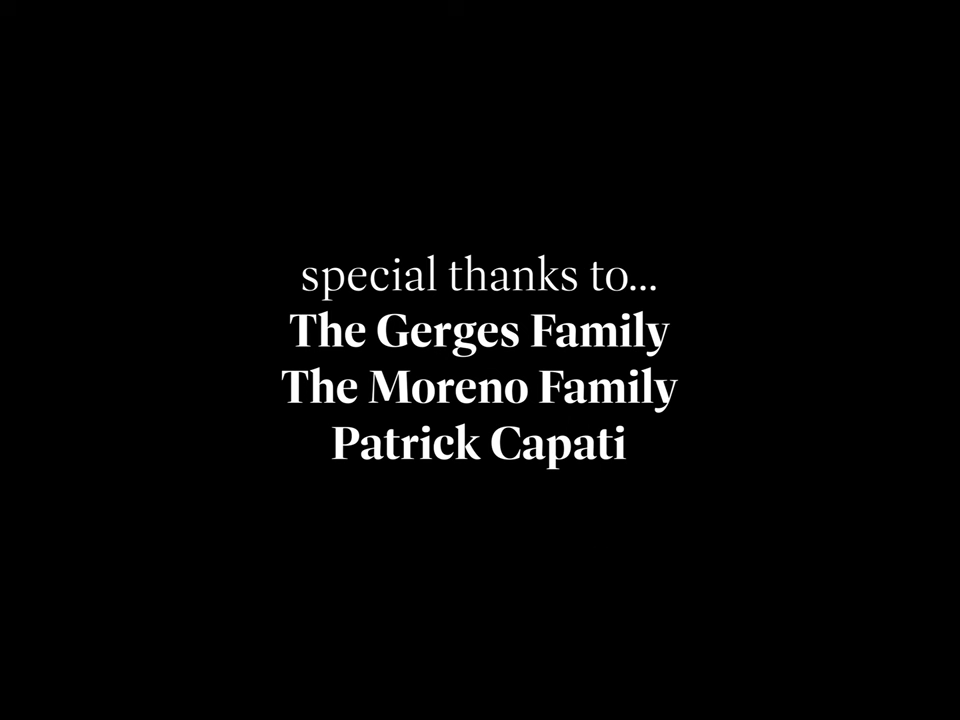 special thanks to...
The Gerges Family
The Moreno Family
Patrick Capati